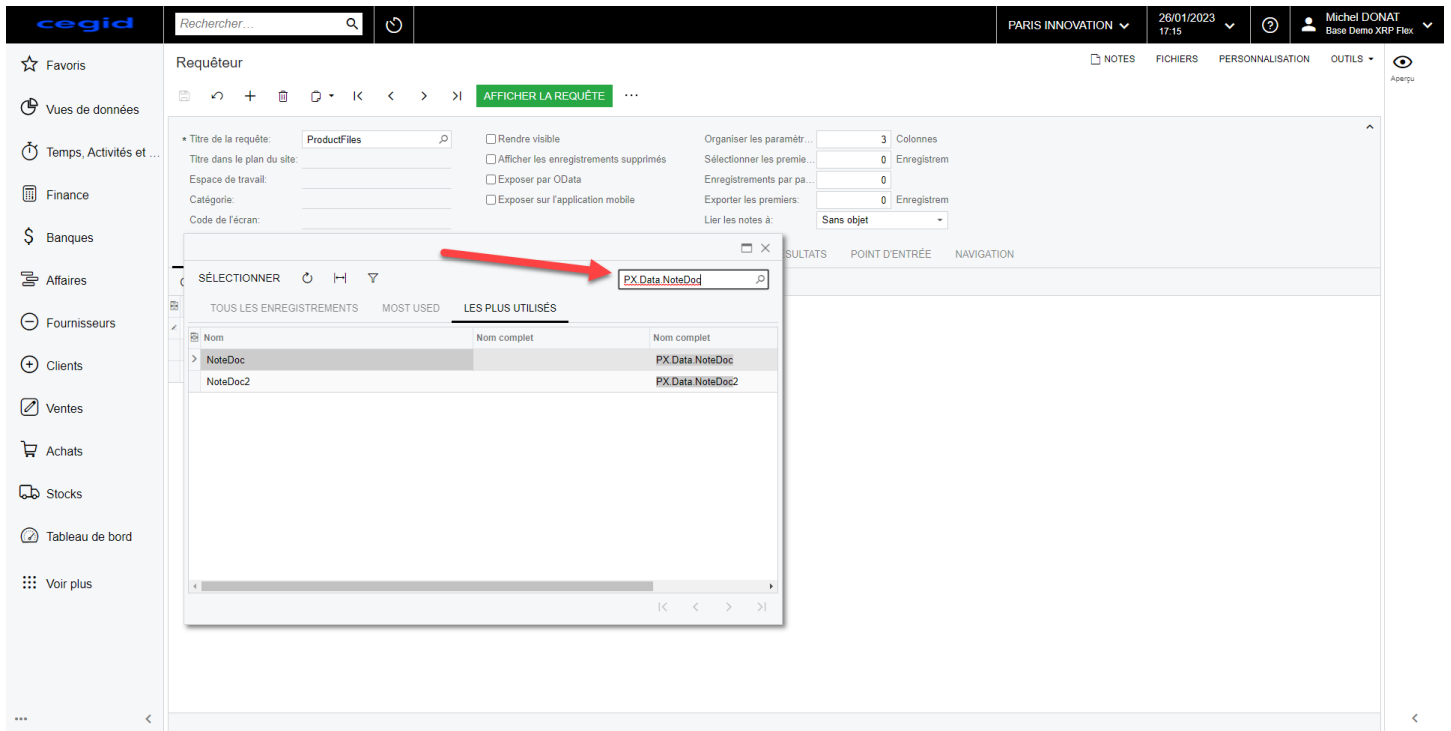 cegid
Rechercher...
PARIS INNOVATION
26/01/2023
17:15
Michel DONAT
Base Demo XRP Flex
Favoris
Vues de données
Temps, Activités et ...
Finance
Banques
Affaires
Fournisseurs
Clients
Ventes
Achats
Stocks
Tableau de bord
Voir plus
Requêteur
NOTES FICHIERS PERSONNALISATION OUTILS
Aperçu
AFFICHER LA REQUÊTE ...
* Titre de la requête: ProductFiles
Titre dans le plan du site:
Espace de travail:
Catégorie:
Code de l'écran:
Rendre visible
Afficher les enregistrements supprimés
Exposer par OData
Exposer sur l'application mobile
Organiser les paramétr... 3 Colonnes
Sélectionner les premie... 0 Enregistrem
Enregistrements par pa... 0
Exporter les premiers: 0 Enregistrem
Lier les notes à: Sans objet
SULTATS POINT D'ENTRÉE NAVIGATION
SÉLECTIONNER
PX.Data.NoteDoc
TOUS LES ENREGISTREMENTS MOST USED LES PLUS UTILISÉS
Nom Nom complet Nom complet
NoteDoc PX.Data.NoteDoc
NoteDoc2 PX.Data.NoteDoc2